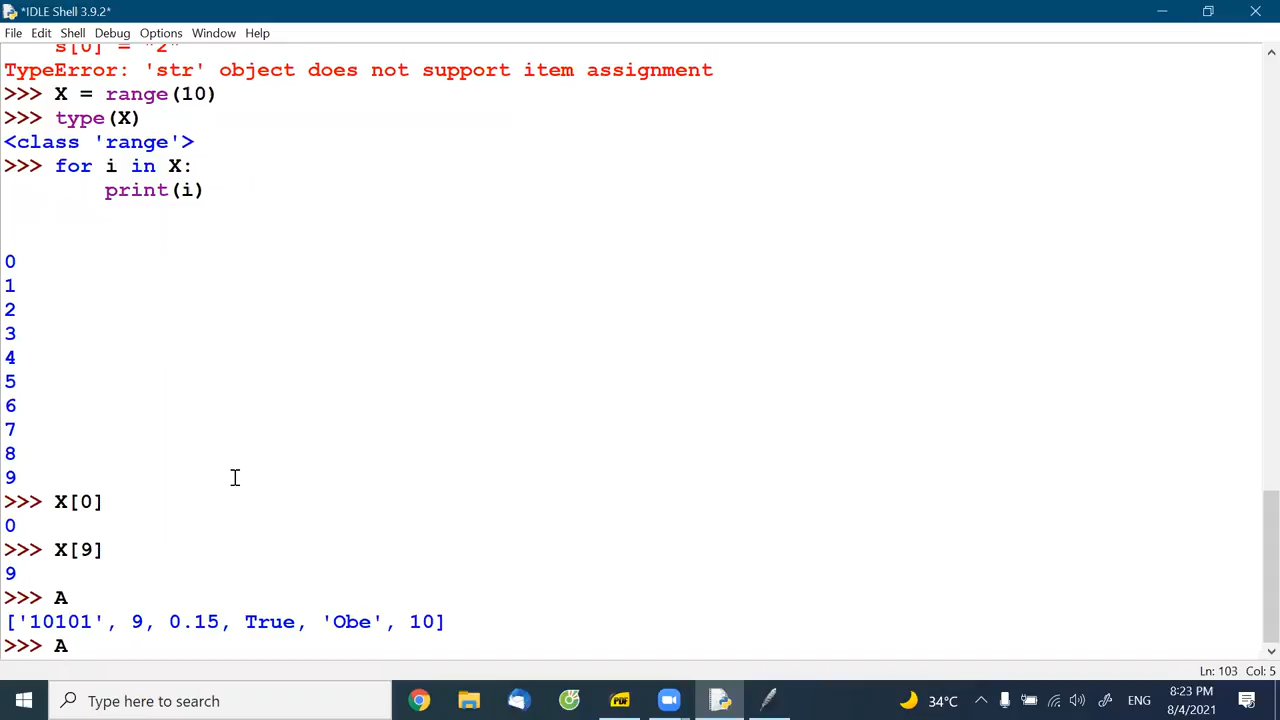 *IDLE Shell 3.9.2*
File Edit Shell Debug Options Window Help
s[0] = "2"
TypeError: 'str' object does not support item assignment
>>> X = range(10)
>>> type(X)
<class 'range'>
>>> for i in X:
print(i)
0
1
2
3
4
5
6
7
8
9
>>> X[0]
0
>>> X[9]
9
>>> A
['10101', 9, 0.15, True, 'Obe', 10]
>>> A
Ln: 103 Col: 5
Type here to search
PDF
34°C
ENG
8:23 PM
8/4/2021